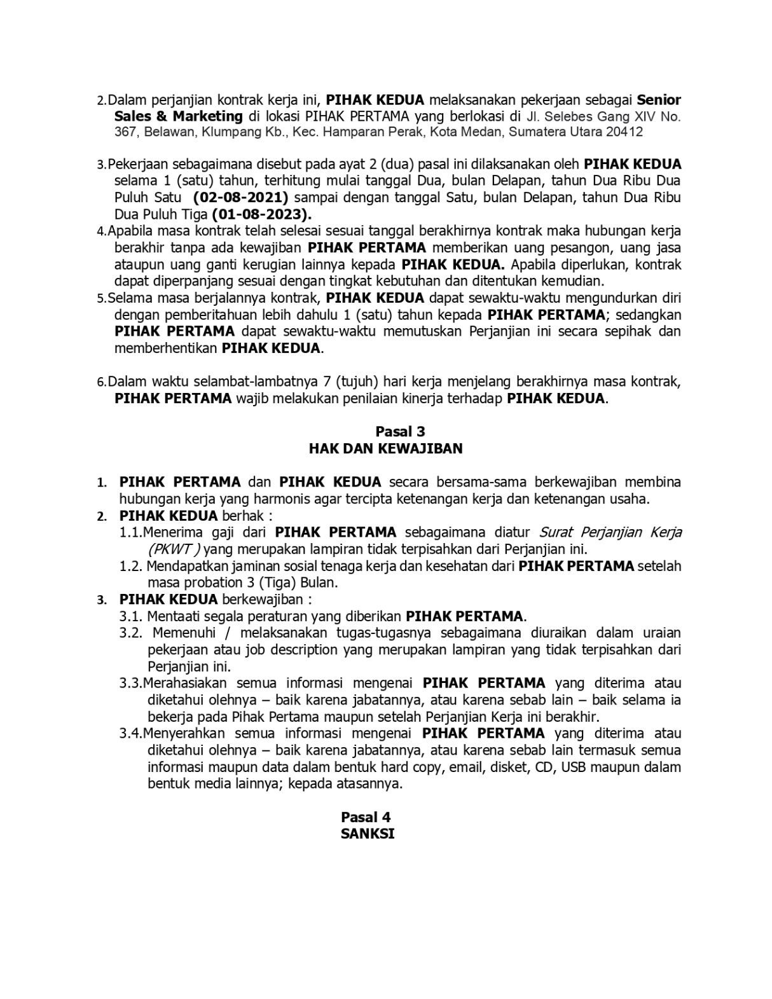 2.Dalam perjanjian kontrak kerja ini, PIHAK KEDUA melaksanakan pekerjaan sebagai Senior
Sales & Marketing di lokasi PIHAK PERTAMA yang berlokasi di Jl. Selebes Gang XIV No.
367, Belawan, Klumpang Kb., Kec. Hamparan Perak, Kota Medan, Sumatera Utara 20412
3.Pekerjaan sebagaimana disebut pada ayat 2 (dua) pasal ini dilaksanakan oleh PIHAK KEDUA
selama 1 (satu) tahun, terhitung mulai tanggal Dua, bulan Delapan, tahun Dua Ribu Dua
Puluh Satu (02-08-2021) sampai dengan tanggal Satu, bulan Delapan, tahun Dua Ribu
Dua Puluh Tiga (01-08-2023).
4.Apabila masa kontrak telah selesai sesuai tanggal berakhirnya kontrak maka hubungan kerja
berakhir tanpa ada kewajiban PIHAK PERTAMA memberikan uang pesangon, uang jasa
ataupun uang ganti kerugian lainnya kepada PIHAK KEDUA. Apabila diperlukan, kontrak
dapat diperpanjang sesuai dengan tingkat kebutuhan dan ditentukan kemudian.
5.Selama masa berjalannya kontrak, PIHAK KEDUA dapat sewaktu-waktu mengundurkan diri
dengan pemberitahuan lebih dahulu 1 (satu) tahun kepada PIHAK PERTAMA; sedangkan
PIHAK PERTAMA dapat sewaktu-waktu memutuskan Perjanjian ini secara sepihak dan
memberhentikan PIHAK KEDUA.
6.Dalam waktu selambat-lambatnya 7 (tujuh) hari kerja menjelang berakhirnya masa kontrak,
PIHAK PERTAMA wajib melakukan penilaian kinerja terhadap PIHAK KEDUA.
Pasal 3
HAK DAN KEWAJIBAN
1. PIHAK PERTAMA dan PIHAK KEDUA secara bersama-sama berkewajiban membina
hubungan kerja yang harmonis agar tercipta ketenangan kerja dan ketenangan usaha.
2. PIHAK KEDUA berhak :
1.1.Menerima gaji dari PIHAK PERTAMA sebagaimana diatur Surat Perjanjian Kerja
(PKWT ) yang merupakan lampiran tidak terpisahkan dari Perjanjian ini.
1.2. Mendapatkan jaminan sosial tenaga kerja dan kesehatan dari PIHAK PERTAMA setelah
masa probation 3 (Tiga) Bulan.
3. PIHAK KEDUA berkewajiban :
3.1. Mentaati segala peraturan yang diberikan PIHAK PERTAMA.
3.2. Memenuhi / melaksanakan tugas-tugasnya sebagaimana diuraikan dalam uraian
pekerjaan atau job description yang merupakan lampiran yang tidak terpisahkan dari
Perjanjian ini.
3.3.Merahasiakan semua informasi mengenai PIHAK PERTAMA yang diterima atau
diketahui olehnya – baik karena jabatannya, atau karena sebab lain – baik selama ia
bekerja pada Pihak Pertama maupun setelah Perjanjian Kerja ini berakhir.
3.4.Menyerahkan semua informasi mengenai PIHAK PERTAMA yang diterima atau
diketahui olehnya – baik karena jabatannya, atau karena sebab lain termasuk semua
informasi maupun data dalam bentuk hard copy, email, disket, CD, USB maupun dalam
bentuk media lainnya; kepada atasannya.
Pasal 4
SANKSI